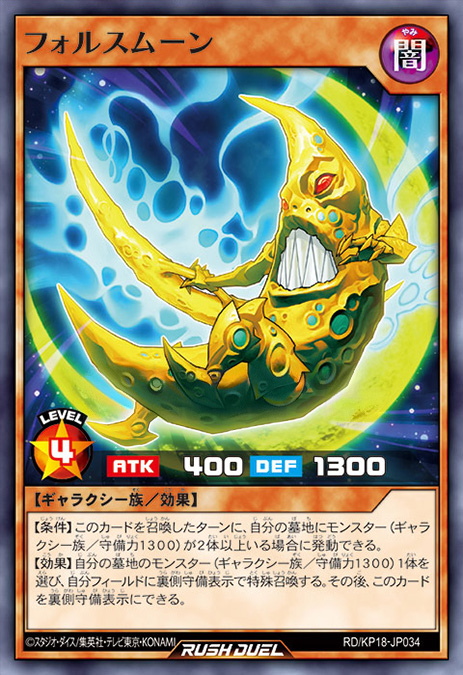 フォルスムーン
やみ
闇
LEVEL
4
ATK 400 DEF 1300
【ギャラクシー族／効果】
【条件】このカードを召喚したターンに、自分の墓地にモンスター（ギャラ
クシー族／守備力1300）が２体以上いる場合に発動できる。
【効果】自分の墓地のモンスター（ギャラクシー族／守備力1300）１体を
選び、自分フィールドに裏側守備表示で特殊召喚する。その後、このカード
を裏側守備表示にできる。
©スタジオ・ダイス/集英社・テレビ東京・KONAMI
RUSH DUEL
RD/KP18-JP034